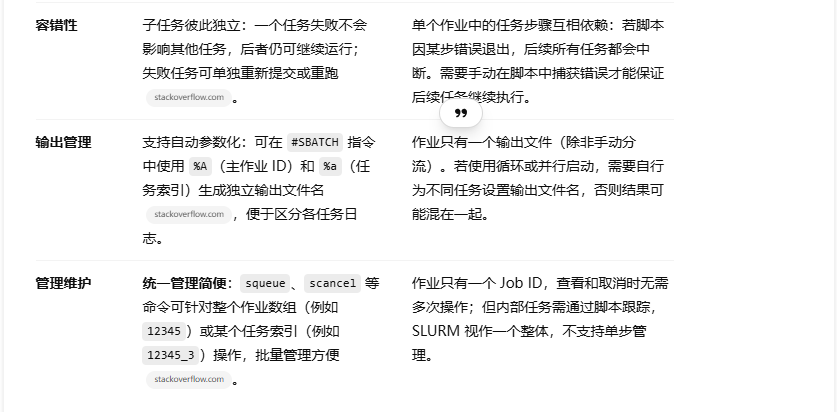 容错性
子任务彼此独立：一个任务失败不会
影响其他任务，后者仍可继续运行；
失败任务可单独重新提交或重跑
stackoverflow.com 。
单个作业中的任务步骤互相依赖：若脚本
因某步错误退出，后续所有任务都会中
断。需要手动在脚本中捕获错误才能保证
后续任务继续执行。
输出管理
支持自动参数化：可在 #SBATCH 指令
中使用 %A （主作业 ID）和 %a （任
务索引）生成独立输出文件名
stackoverflow.com ，便于区分各任务日
志。
作业只有一个输出文件（除非手动分
流）。若使用循环或并行启动，需要自行
为不同任务设置输出文件名，否则结果可
能混在一起。
管理维护
统一管理简便： squeue 、 scancel 等
命令可针对整个作业数组（例如
12345 ）或某个任务索引（例如
12345_3 ）操作，批量管理方便
stackoverflow.com 。
作业只有一个 Job ID，查看和取消时无需
多次操作；但内部任务需通过脚本跟踪，
SLURM 视作一个整体，不支持单步管
理。